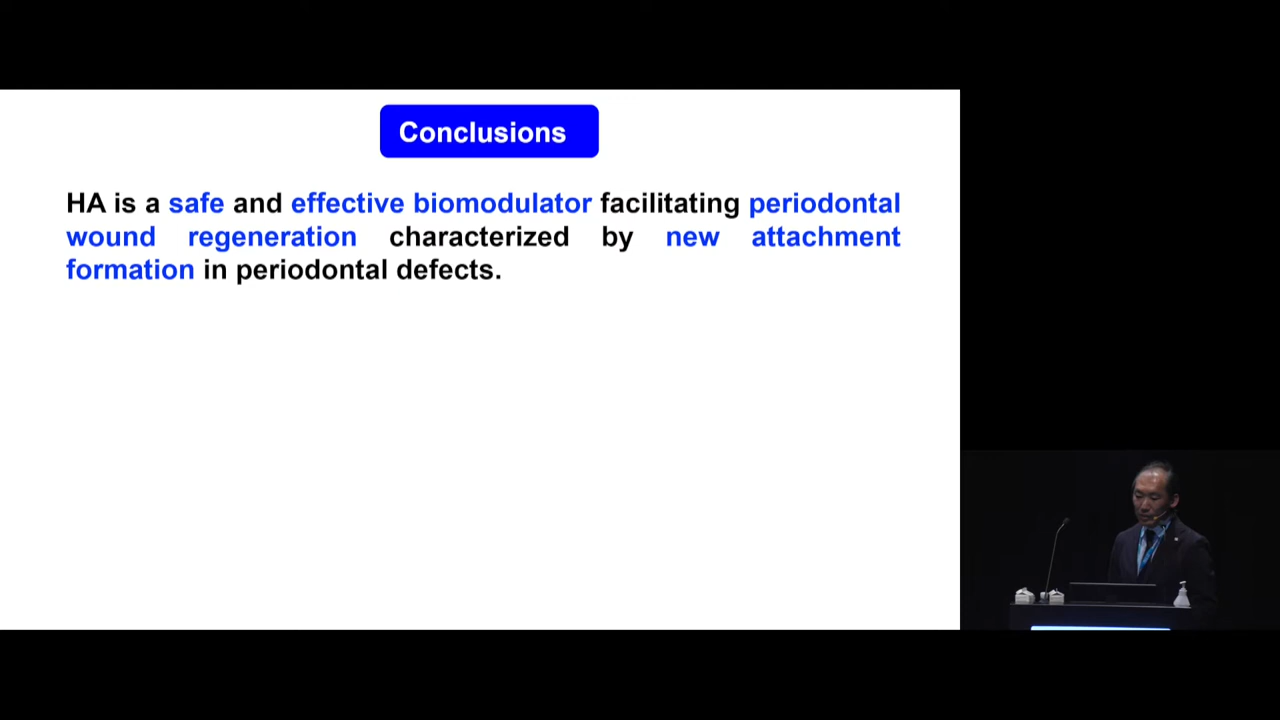 Conclusions
HA is a safe and effective biomodulator facilitating periodontal
wound regeneration characterized by new attachment
formation in periodontal defects.